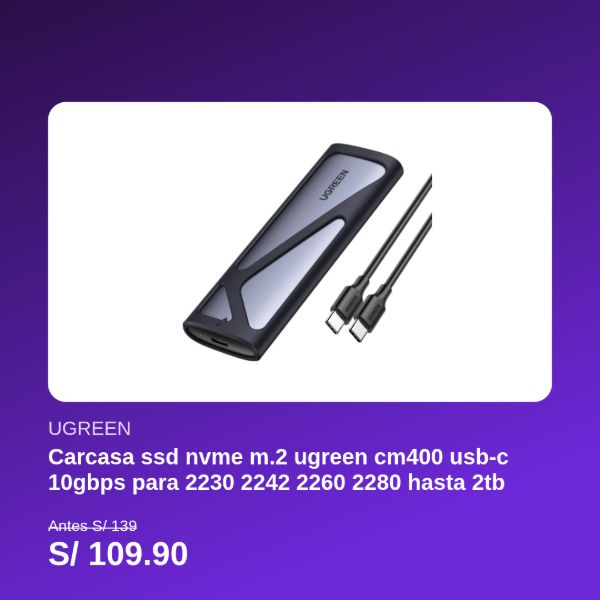 UGREEN
UGREEN
Carcasa ssd nvme m.2 ugreen cm400 usb-c
10gbps para 2230 2242 2260 2280 hasta 2tb
Antes S/ 139
S/ 109.90